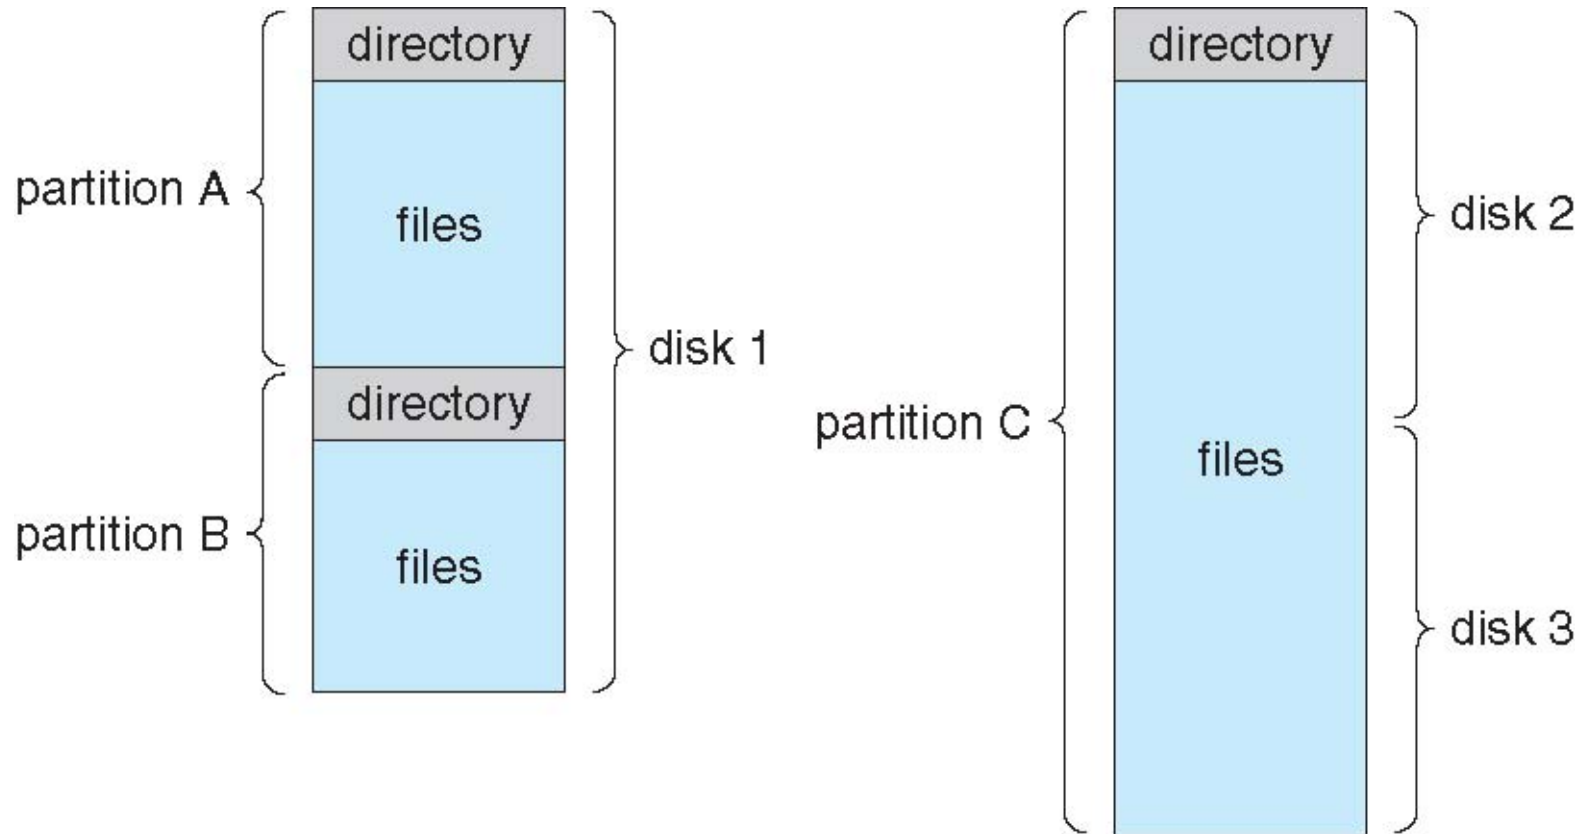 directory
partition A
files
disk 1
directory
partition B
files
directory
disk 2
partition C
files
disk 3